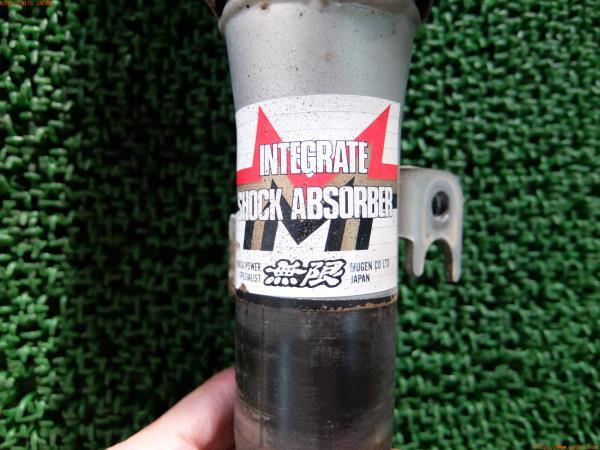 INTEGRATE
SHOCK ABSORBER
POWER 無限 MUGEN CO LTD
SPECIALIST JAPAN